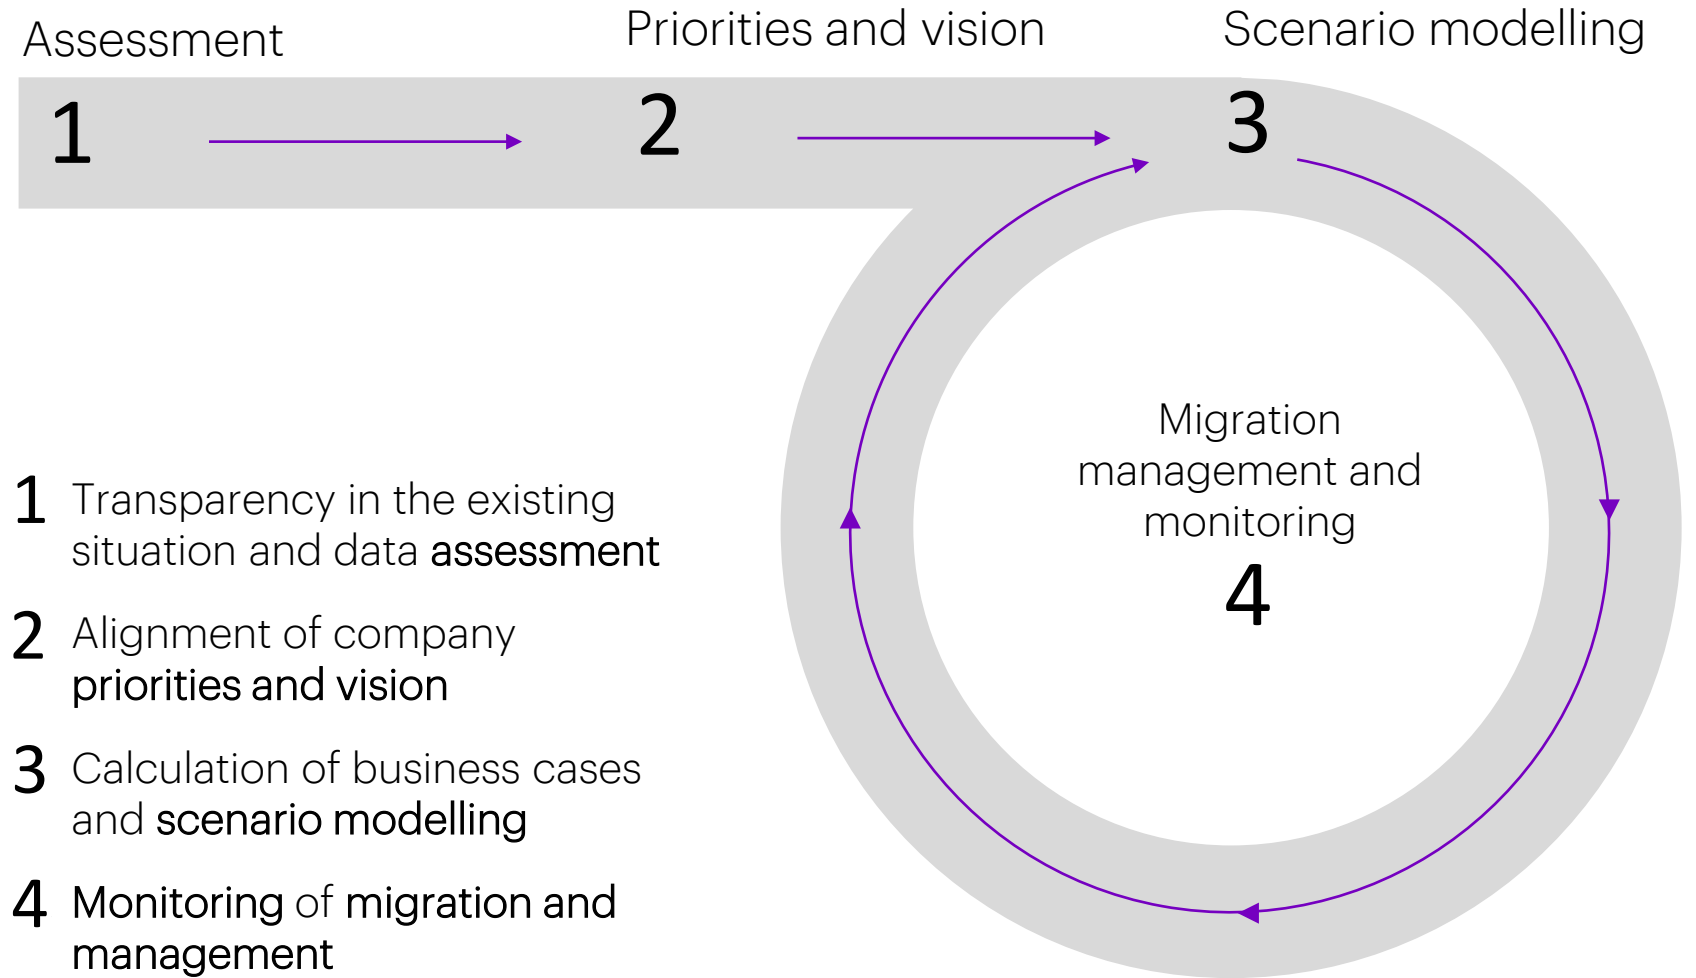 Assessment
Priorities and vision
Scenario modelling
1
2
3
Migration
management and
monitoring
4
1 Transparency in the existing
situation and data assessment
2 Alignment of company
priorities and vision
3 Calculation of business cases
and scenario modelling
4 Monitoring of migration and
management